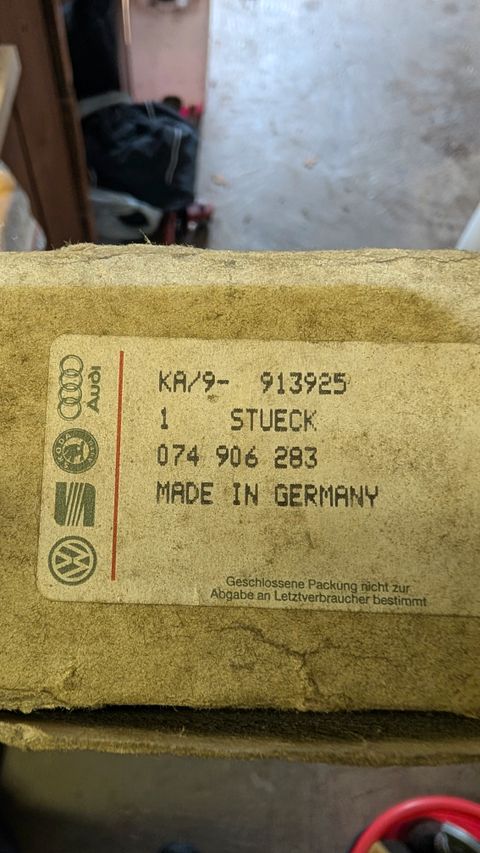 Audi
KA/9- 913925
1 STUECK
074 906 283
MADE IN GERMANY
Geschlossene Packung nicht zur
Abgabe an Letztverbraucher bestimmt